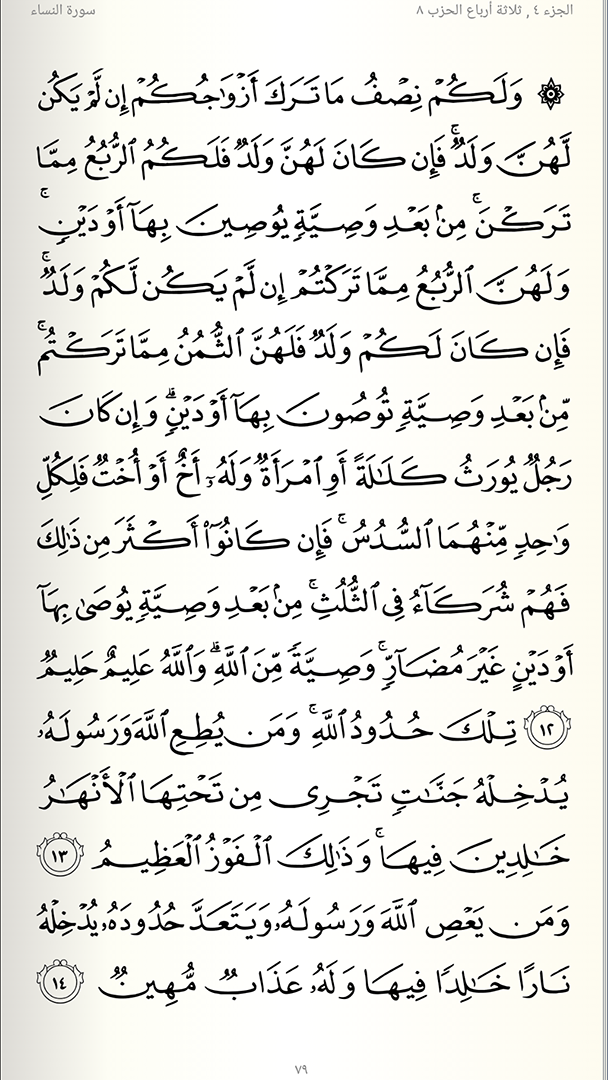 الجزء ٤ , ثلاثة أرباع الحزب ٨
سورة النساء
۞ وَلَكُمْ نِصْفُ مَا تَرَكَ أَزْوَٰجُكُمْ إِن لَّمْ يَكُن
لَّهُنَّ وَلَدٌ ۚ فَإِن كَانَ لَهُنَّ وَلَدٌ فَلَكُمُ ٱلرُّبُعُ مِمَّا
تَرَكْنَ ۚ مِنۢ بَعْدِ وَصِيَّةٍ يُوصِينَ بِهَآ أَوْ دَيْنٍ ۚ
وَلَهُنَّ ٱلرُّبُعُ مِمَّا تَرَكْتُمْ إِن لَّمْ يَكُن لَّكُمْ وَلَدٌ ۚ
فَإِن كَانَ لَكُمْ وَلَدٌ فَلَهُنَّ ٱلثُّمُنُ مِمَّا تَرَكْتُم ۚ
مِّنۢ بَعْدِ وَصِيَّةٍ تُوصُونَ بِهَآ أَوْ دَيْنٍ ۗ وَإِن كَانَ
رَجُلٌ يُورَثُ كَلَٰلَةً أَوِ ٱمْرَأَةٌ وَلَهُۥٓ أَخٌ أَوْ أُخْتٌ فَلِكُلِّ
وَٰحِدٍ مِّنْهُمَا ٱلسُّدُسُ ۚ فَإِن كَانُوٓا۟ أَكْثَرَ مِن ذَٰلِكَ
فَهُمْ شُرَكَآءُ فِى ٱلثُّلُثِ ۚ مِنۢ بَعْدِ وَصِيَّةٍ يُوصَىٰ بِهَآ
أَوْ دَيْنٍ غَيْرَ مُضَآرٍّ ۚ وَصِيَّةً مِّنَ ٱللَّهِ ۗ وَٱللَّهُ عَلِيمٌ حَلِيمٌ
١٢ تِلْكَ حُدُودُ ٱللَّهِ ۚ وَمَن يُطِعِ ٱللَّهَ وَرَسُولَهُۥ
يُدْخِلْهُ جَنَّٰتٍ تَجْرِى مِن تَحْتِهَا ٱلْأَنْهَٰرُ
خَٰلِدِينَ فِيهَا ۚ وَذَٰلِكَ ٱلْفَوْزُ ٱلْعَظِيمُ ١٣
وَمَن يَعْصِ ٱللَّهَ وَرَسُولَهُۥ وَيَتَعَدَّ حُدُودَهُۥ يُدْخِلْهُ
نَارًا خَٰلِدًا فِيهَا وَلَهُۥ عَذَابٌ مُّهِينٌ ١٤
٧٩